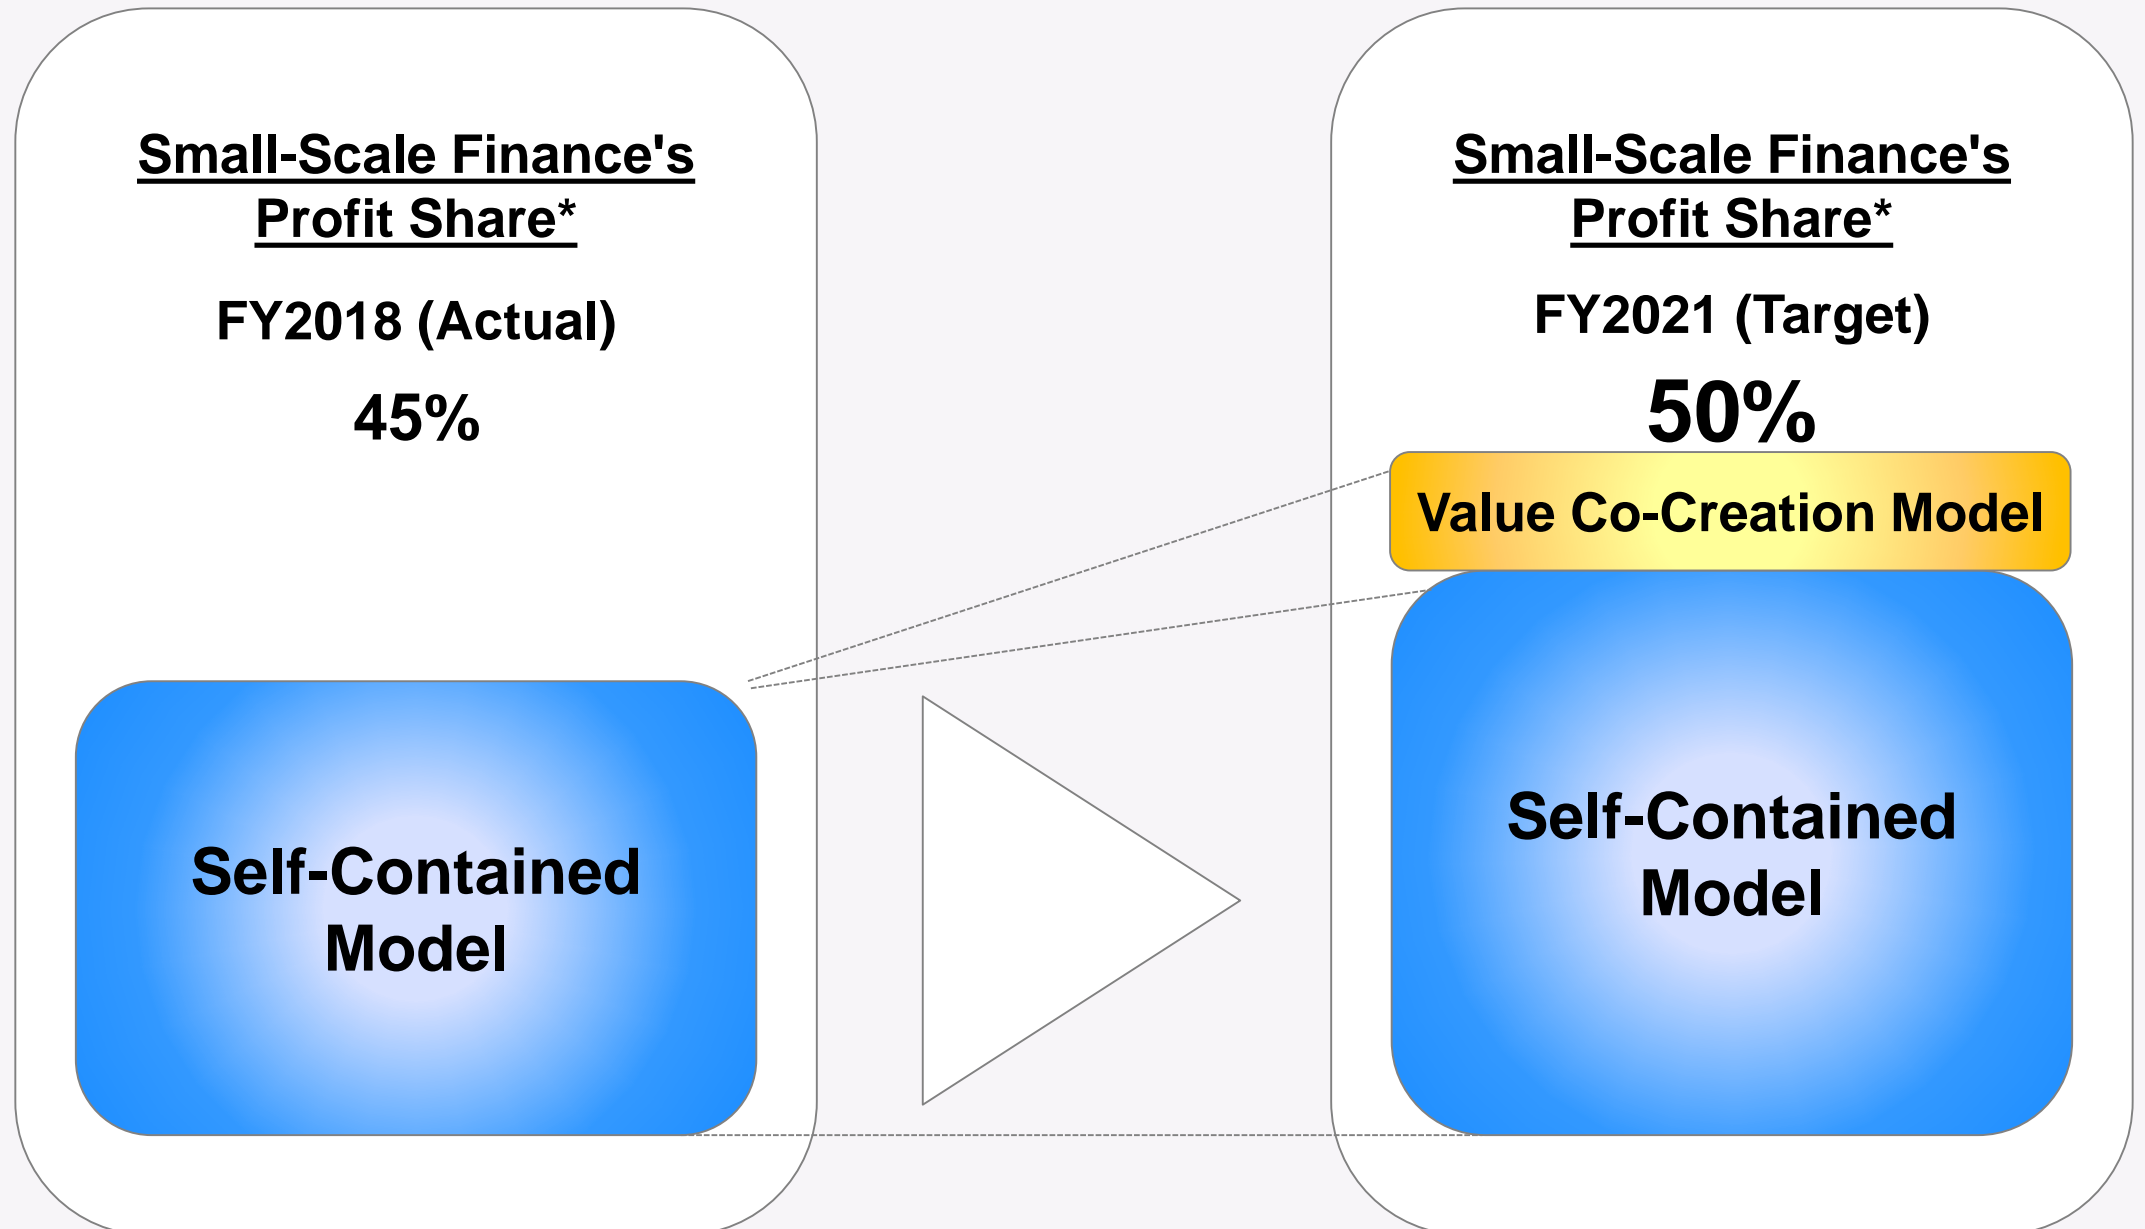 Small-Scale Finance's
Profit Share*
FY2018 (Actual)
45%
Self-Contained
Model
Small-Scale Finance's
Profit Share*
FY2021 (Target)
50%
Value Co-Creation Model
Self-Contained
Model